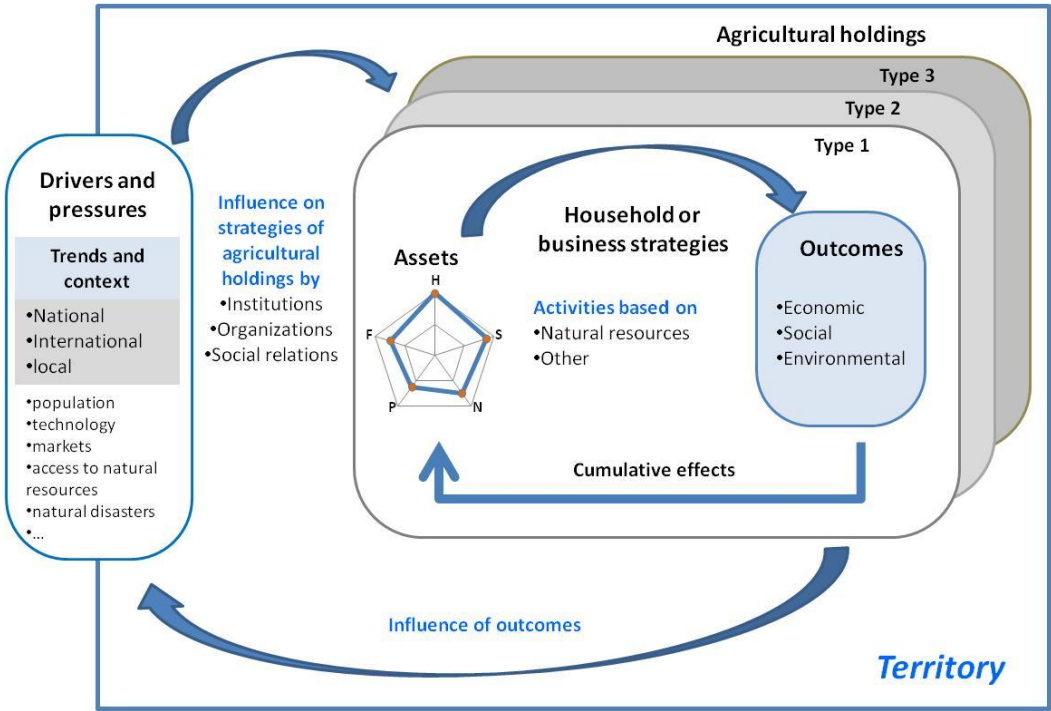 Agricultural holdings
Type 3
Type 2
Type 1
Drivers and
pressures
Trends and
context
•National
•International
•local
•population
•technology
•markets
•access to natural
resources
•natural disasters
•...
Influence on
strategies of
agricultural
holdings by
•Institutions
•Organizations
•Social relations
Assets
H
F
S
P
N
Household or
business strategies
Activities based on
•Natural resources
•Other
Outcomes
•Economic
•Social
•Environmental
Cumulative effects
Influence of outcomes
Territory